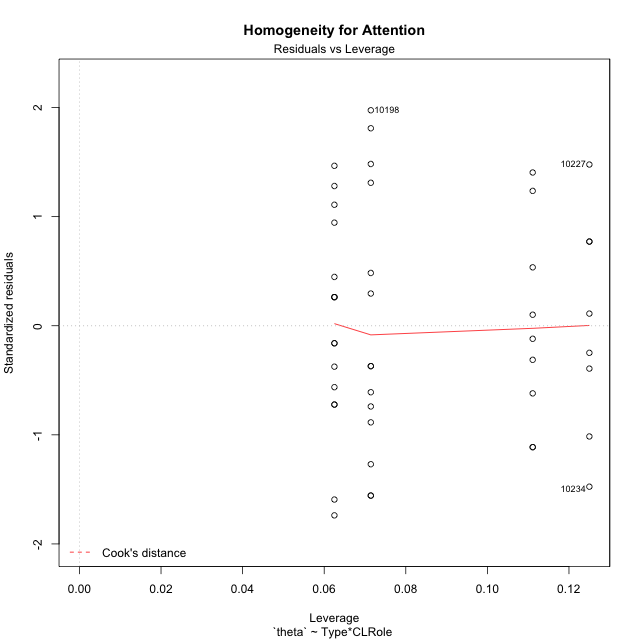 Homogeneity for Attention
Residuals vs Leverage
2
1
0
-1
-2
Standardized residuals
10198
10227
10234
Cook's distance
0.00 0.02 0.04 0.06 0.08 0.10 0.12
Leverage
`theta` ~ Type*CLRole